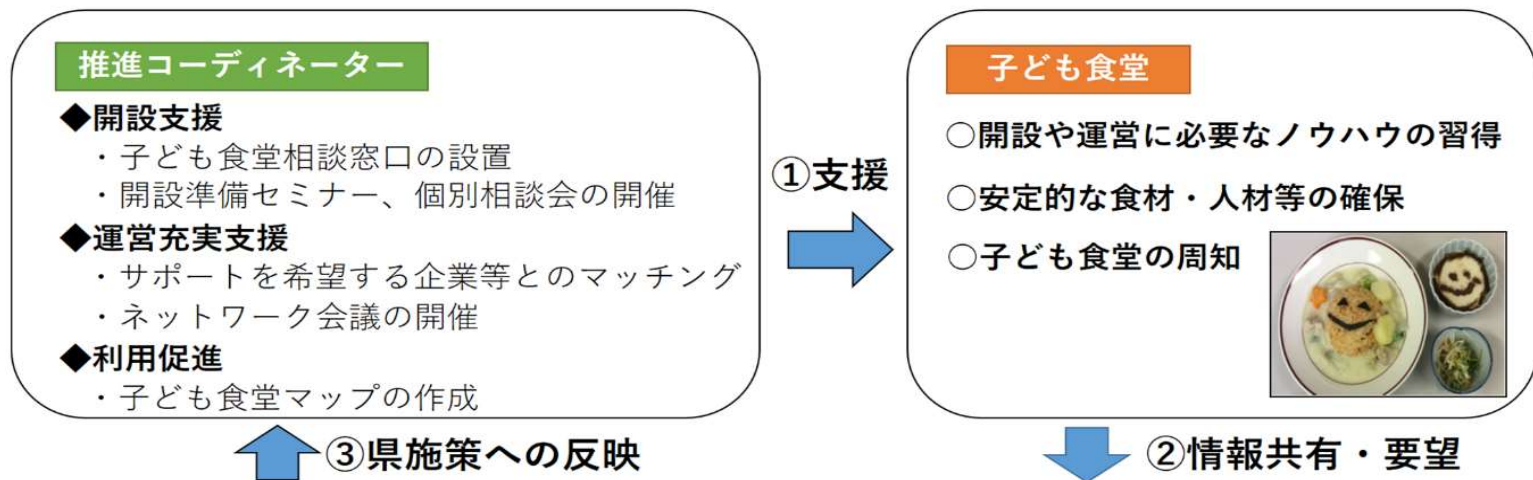 推進コーディネーター
◆開設支援
・子ども食堂相談窓口の設置
・開設準備セミナー、個別相談会の開催
◆運営充実支援
・サポートを希望する企業等とのマッチング
・ネットワーク会議の開催
◆利用促進
・子ども食堂マップの作成
①支援
子ども食堂
○開設や運営に必要なノウハウの習得
○安定的な食材・人材等の確保
○子ども食堂の周知
③県施策への反映
②情報共有・要望